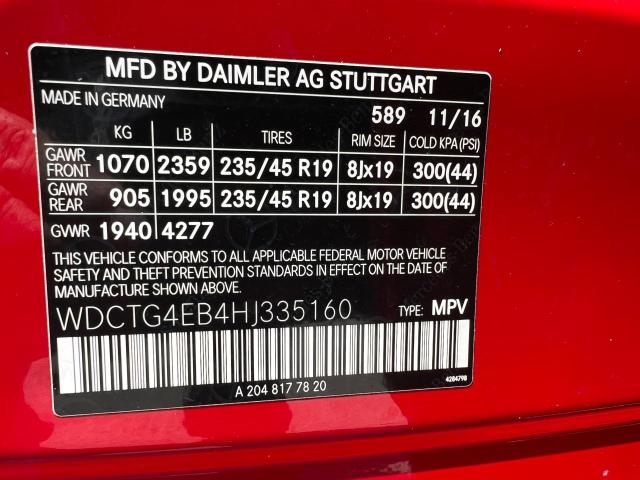 MFD BY DAIMLER AG STUTTGART
MADE IN GERMANY 589 11/16
KG LB TIRES RIM SIZE COLD KPA (PSI)
GAWR FRONT 1070 2359 235/45 R19 8Jx19 300(44)
GAWR REAR 905 1995 235/45 R19 8Jx19 300(44)
GVWR 1940 4277
THIS VEHICLE CONFORMS TO ALL APPLICABLE FEDERAL MOTOR VEHICLE
SAFETY AND THEFT PREVENTION STANDARDS IN EFFECT ON THE DATE OF
MANUFACTURE SHOWN ABOVE.
WDCTG4EB4HJ335160 TYPE: MPV
A 204 817 78 20
4284798